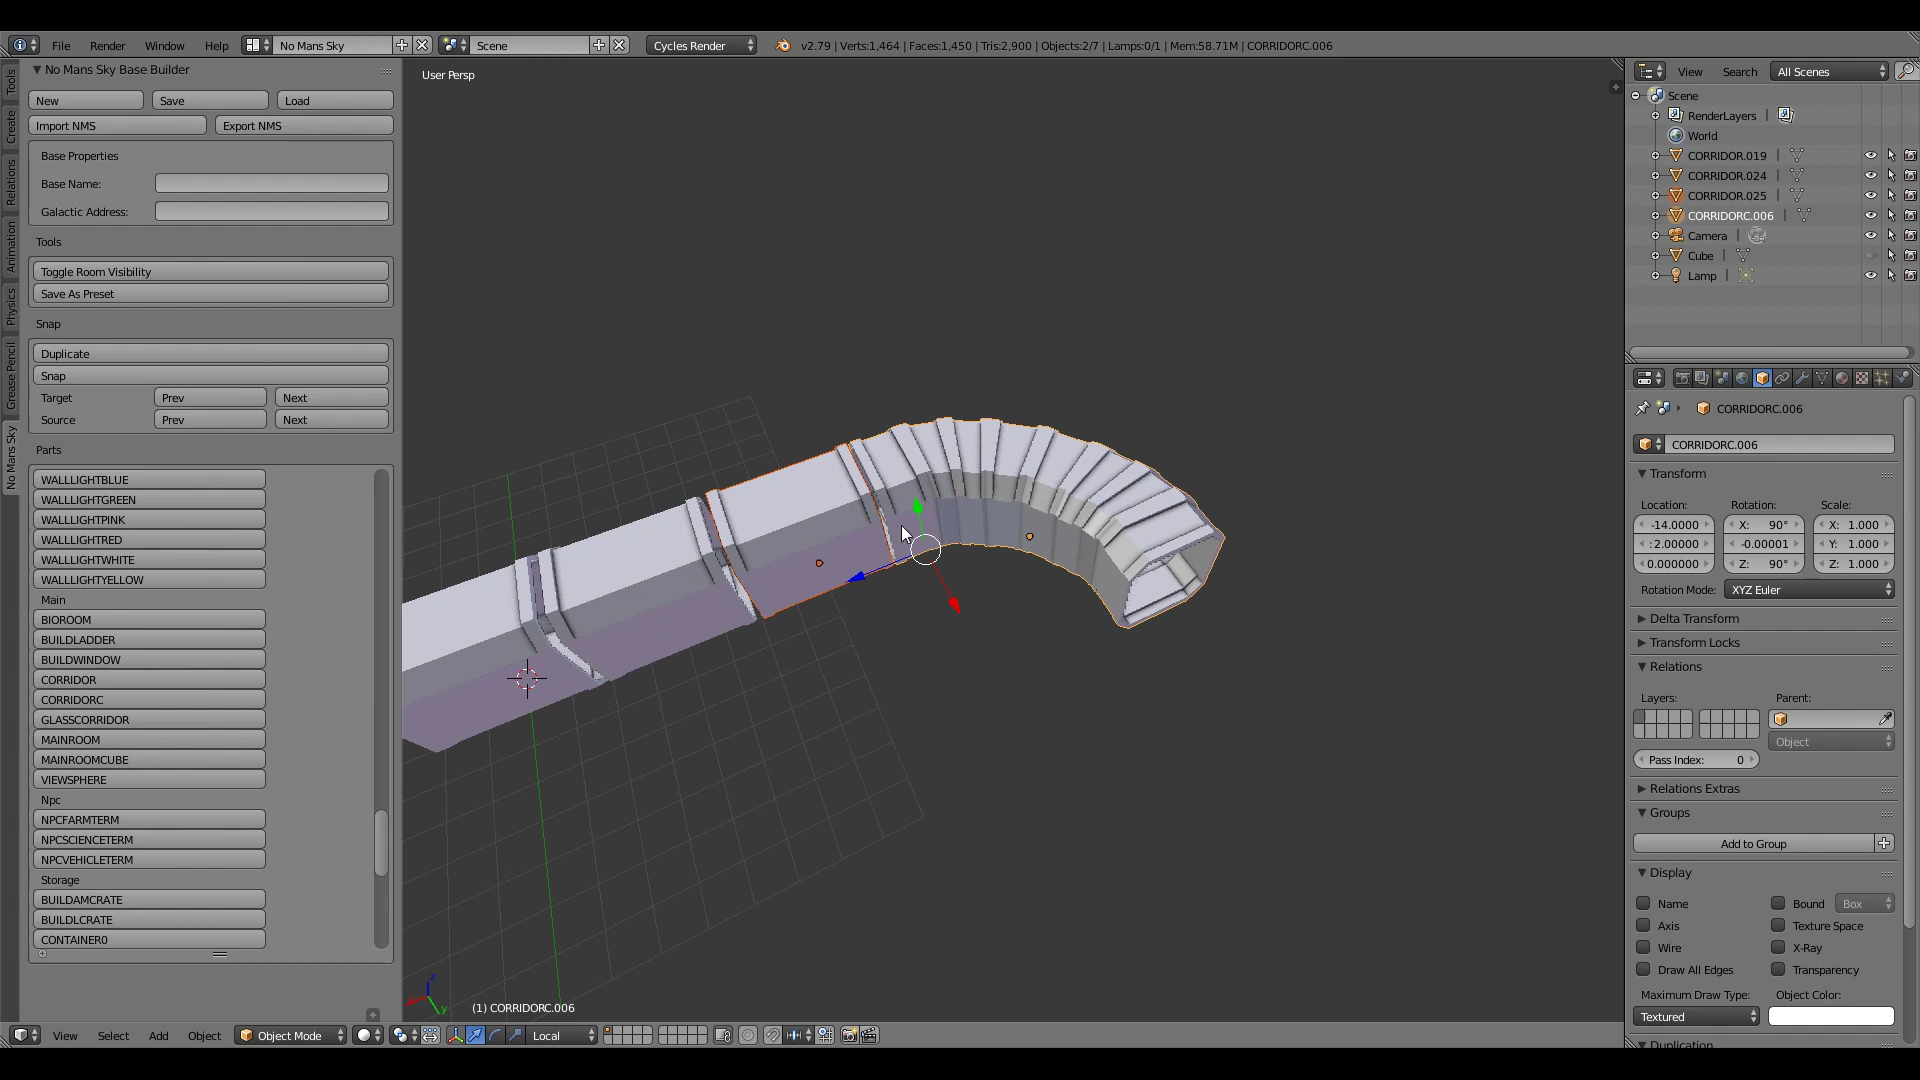 File Render Window Help No Mans Sky Scene Cycles Render v2.79 | Verts:1,464 | Faces:1,450 | Tris:2,900 | Objects:2/7 | Lamps:0/1 | Mem:58.71M | CORRIDORC.006
Tools
Create
Relations
Animation
Physics
Grease Pencil
No Mans Sky
No Mans Sky Base Builder
New Save Load
Import NMS Export NMS
Base Properties
Base Name:
Galactic Address:
Tools
Toggle Room Visibility
Save As Preset
Snap
Duplicate
Snap
Target Prev Next
Source Prev Next
Parts
WALLLIGHTBLUE
WALLLIGHTGREEN
WALLLIGHTPINK
WALLLIGHTRED
WALLLIGHTWHITE
WALLLIGHTYELLOW
Main
BIOROOM
BUILDLADDER
BUILDWINDOW
CORRIDOR
CORRIDORC
GLASSCORRIDOR
MAINROOM
MAINROOMCUBE
VIEWSPHERE
Npc
NPCFARMTERM
NPCSCIENCETERM
NPCVEHICLETERM
Storage
BUILDAMCRATE
BUILDLCRATE
CONTAINER0
User Persp
z
y
(1) CORRIDORC.006
View Select Add Object Object Mode Local
View Search All Scenes
Scene
RenderLayers
World
CORRIDOR.019
CORRIDOR.024
CORRIDOR.025
CORRIDORC.006
Camera
Cube
Lamp
CORRIDORC.006
CORRIDORC.006
Transform
Location: Rotation: Scale:
-14.0000 X: 90° X: 1.000
:2.00000 -0.00001 Y: 1.000
0.000000 Z: 90° Z: 1.000
Rotation Mode: XYZ Euler
Delta Transform
Transform Locks
Relations
Layers: Parent:
Object
Pass Index: 0
Relations Extras
Groups
Add to Group
Display
Name Bound Box
Axis Texture Space
Wire X-Ray
Draw All Edges Transparency
Maximum Draw Type: Object Color:
Textured
Duplication